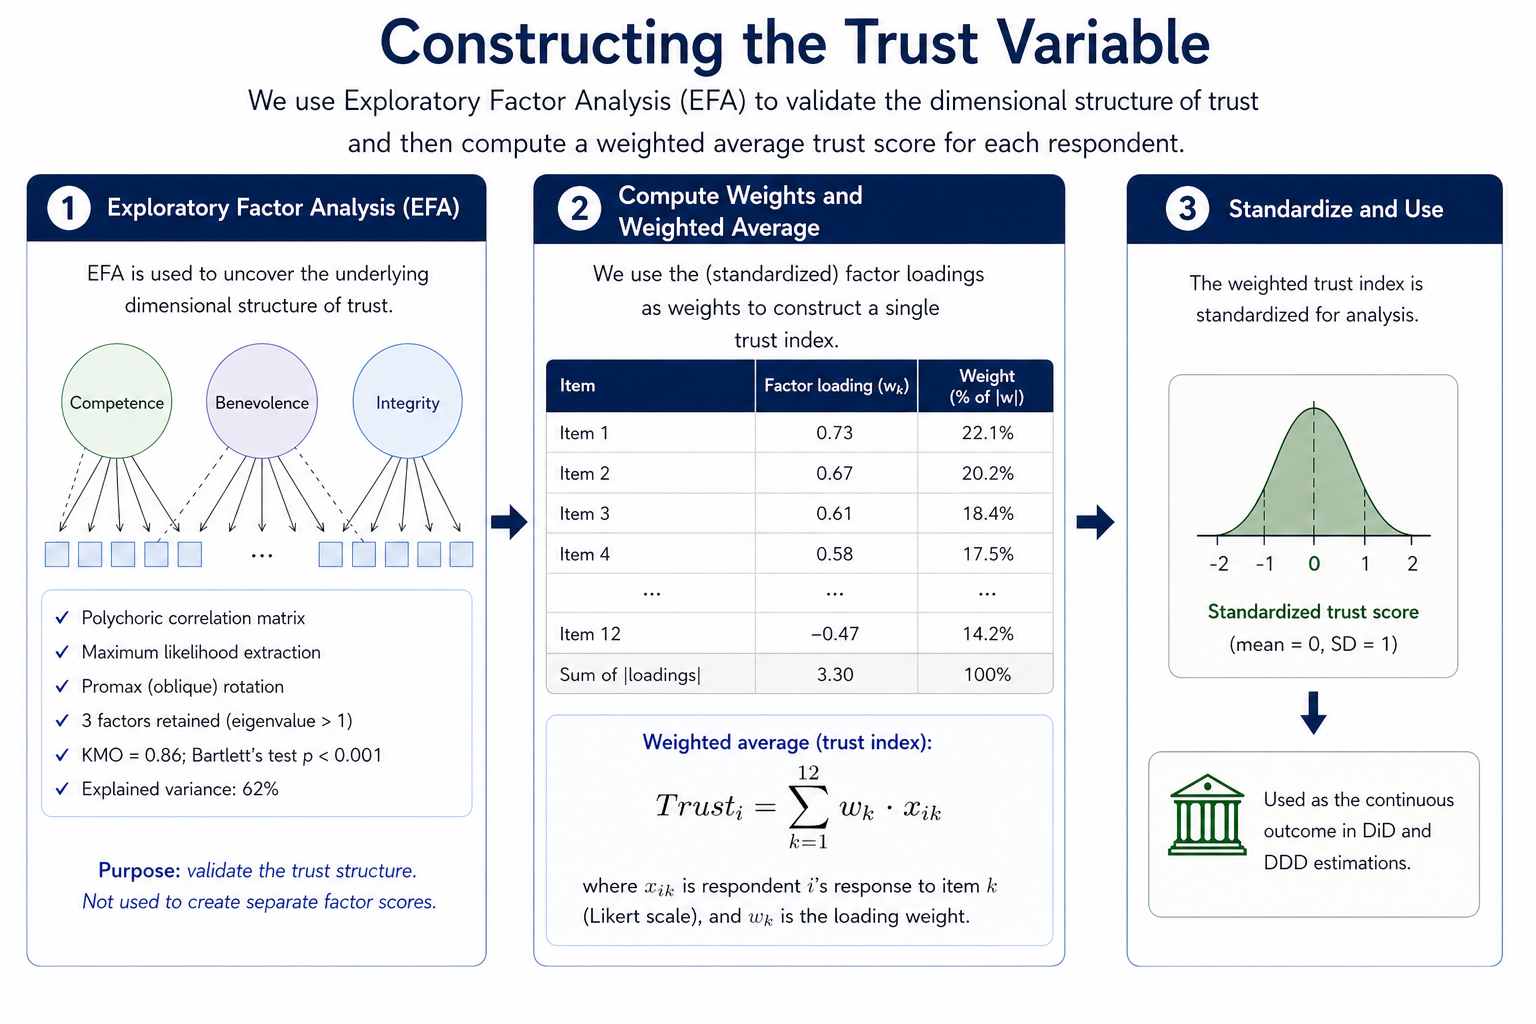 Constructing the Trust Variable
We use Exploratory Factor Analysis (EFA) to validate the dimensional structure of trust
and then compute a weighted average trust score for each respondent.
1 Exploratory Factor Analysis (EFA)
EFA is used to uncover the underlying
dimensional structure of trust.
Competence Benevolence Integrity
...
✓ Polychoric correlation matrix
✓ Maximum likelihood extraction
✓ Promax (oblique) rotation
✓ 3 factors retained (eigenvalue > 1)
✓ KMO = 0.86; Bartlett's test p < 0.001
✓ Explained variance: 62%
Purpose: validate the trust structure.
Not used to create separate factor scores.
2 Compute Weights and
Weighted Average
We use the (standardized) factor loadings
as weights to construct a single
trust index.
Item Factor loading (wₖ) Weight
(% of |w|)
Item 1 0.73 22.1%
Item 2 0.67 20.2%
Item 3 0.61 18.4%
Item 4 0.58 17.5%
... ... ...
Item 12 −0.47 14.2%
Sum of |loadings| 3.30 100%
Weighted average (trust index):
Trustᵢ = ∑_{k=1}^{12} wₖ · xᵢₖ
where xᵢₖ is respondent i's response to item k
(Likert scale), and wₖ is the loading weight.
3 Standardize and Use
The weighted trust index is
standardized for analysis.
-2 -1 0 1 2
Standardized trust score
(mean = 0, SD = 1)
Used as the continuous
outcome in DiD and
DDD estimations.